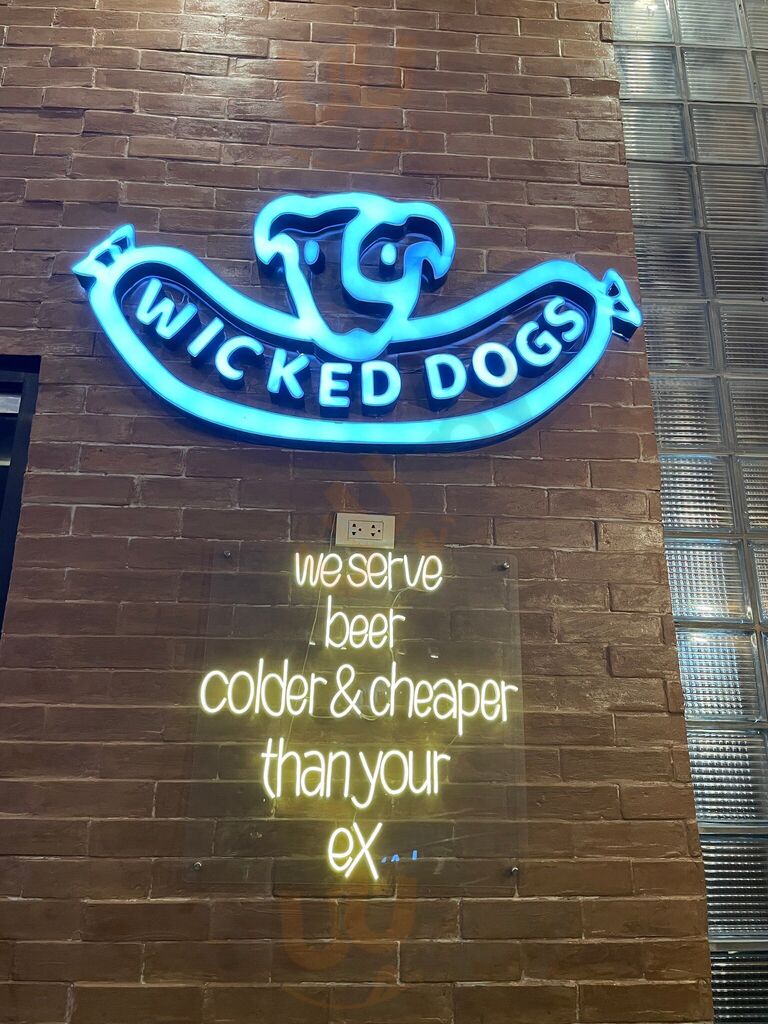 WICKED DOGS
we serve
beer
colder & cheaper
than your
ex